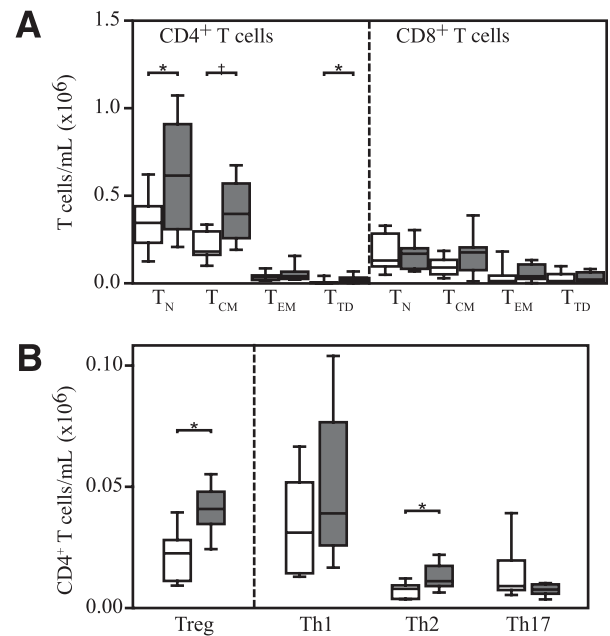 A
CD4+ T cells
CD8+ T cells
T cells/mL (x106)
1.5
1.0
0.5
0.0
*
†
*
TN
TCM
TEM
TTD
TN
TCM
TEM
TTD
B
CD4+ T cells/mL (x106)
0.10
0.05
0.00
*
*
Treg
Th1
Th2
Th17